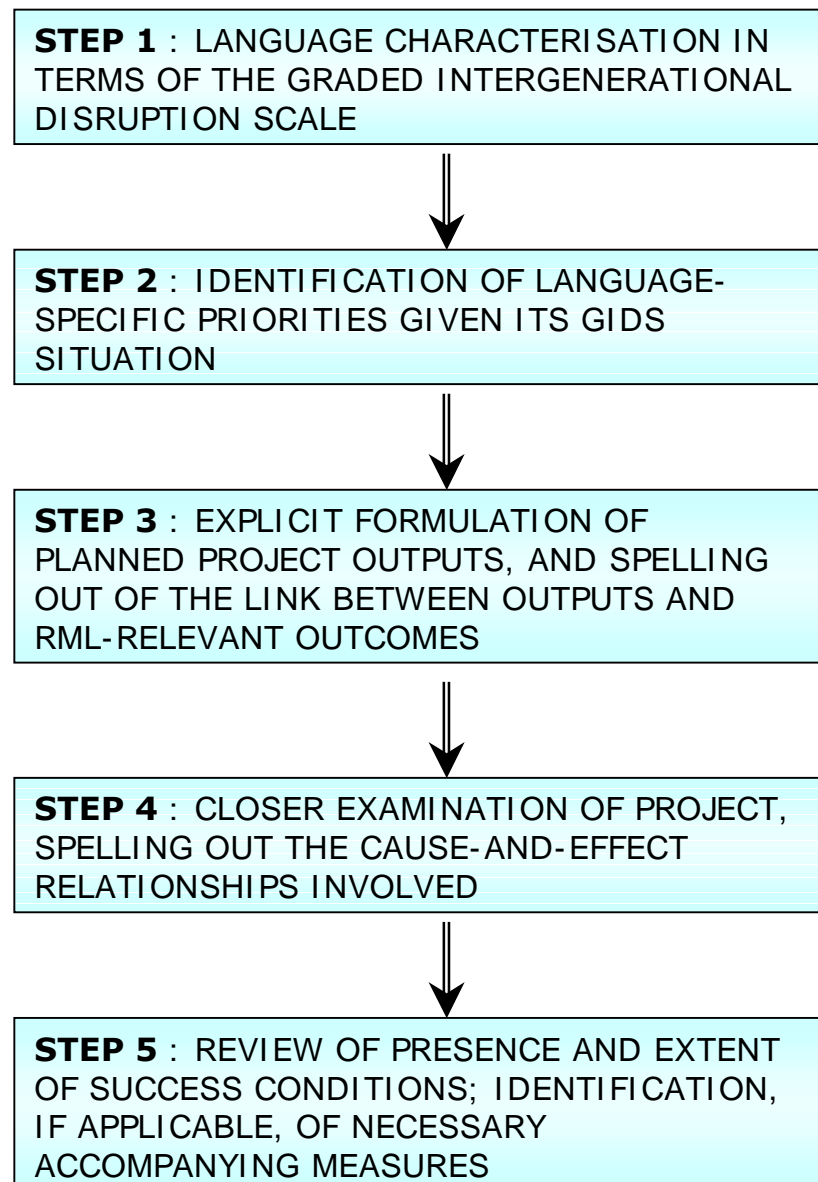 STEP 1 : LANGUAGE CHARACTERISATION IN
TERMS OF THE GRADED INTERGENERATIONAL
DISRUPTION SCALE
STEP 2 : IDENTIFICATION OF LANGUAGE-
SPECIFIC PRIORITIES GIVEN ITS GIDS
SITUATION
STEP 3 : EXPLICIT FORMULATION OF
PLANNED PROJECT OUTPUTS, AND SPELLING
OUT OF THE LINK BETWEEN OUTPUTS AND
RML-RELEVANT OUTCOMES
STEP 4 : CLOSER EXAMINATION OF PROJECT,
SPELLING OUT THE CAUSE-AND-EFFECT
RELATIONSHIPS INVOLVED
STEP 5 : REVIEW OF PRESENCE AND EXTENT
OF SUCCESS CONDITIONS; IDENTIFICATION,
IF APPLICABLE, OF NECESSARY
ACCOMPANYING MEASURES